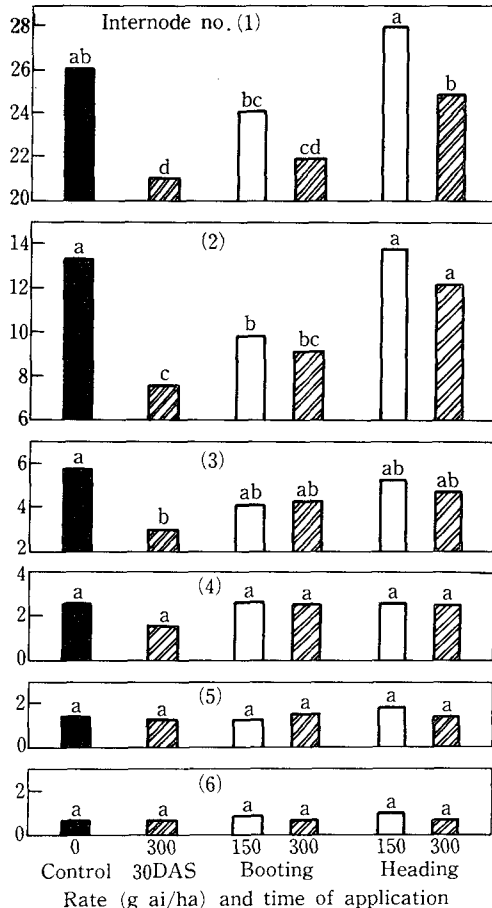 Internode no. (1)
28
26
24
22
20
ab
d
bc
cd
a
b
(2)
14
12
10
8
6
a
c
b
bc
a
a
(3)
6
4
2
a
b
ab
ab
ab
ab
(4)
4
2
0
a
a
a
a
a
a
(5)
2
0
a
a
a
a
a
a
(6)
2
0
a
a
a
a
a
a
0 300 150 300 150 300
Control 30DAS Booting Heading
Rate (g ai/ha) and time of application